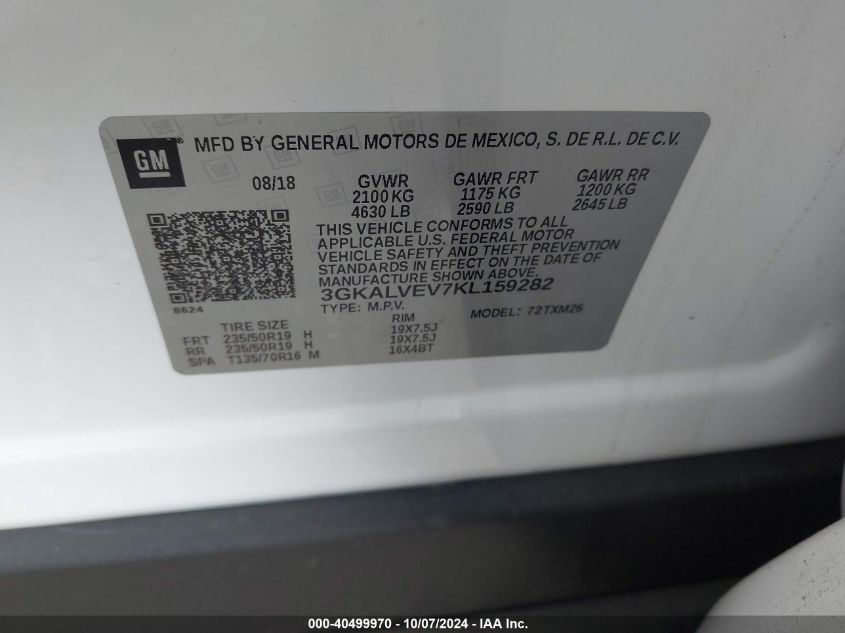 GM
MFD BY GENERAL MOTORS DE MEXICO, S. DE R.L. DE C.V.
08/18 GVWR GAWR FRT GAWR RR
2100 KG 1175 KG 1200 KG
4630 LB 2590 LB 2645 LB
THIS VEHICLE CONFORMS TO ALL
APPLICABLE U.S. FEDERAL MOTOR
VEHICLE SAFETY AND THEFT PREVENTION
STANDARDS IN EFFECT ON THE DATE OF
MANUFACTURE SHOWN ABOVE.
3GKALVEV7KL159282
8624
TYPE: M.P.V. MODEL: 72TXM26
TIRE SIZE RIM
FRT 235/50R19 H 19X7.5J
RR 235/50R19 H 19X7.5J
SPA T135/70R16 M 16X4BT
000-40499970 - 10/07/2024 - IAA Inc.